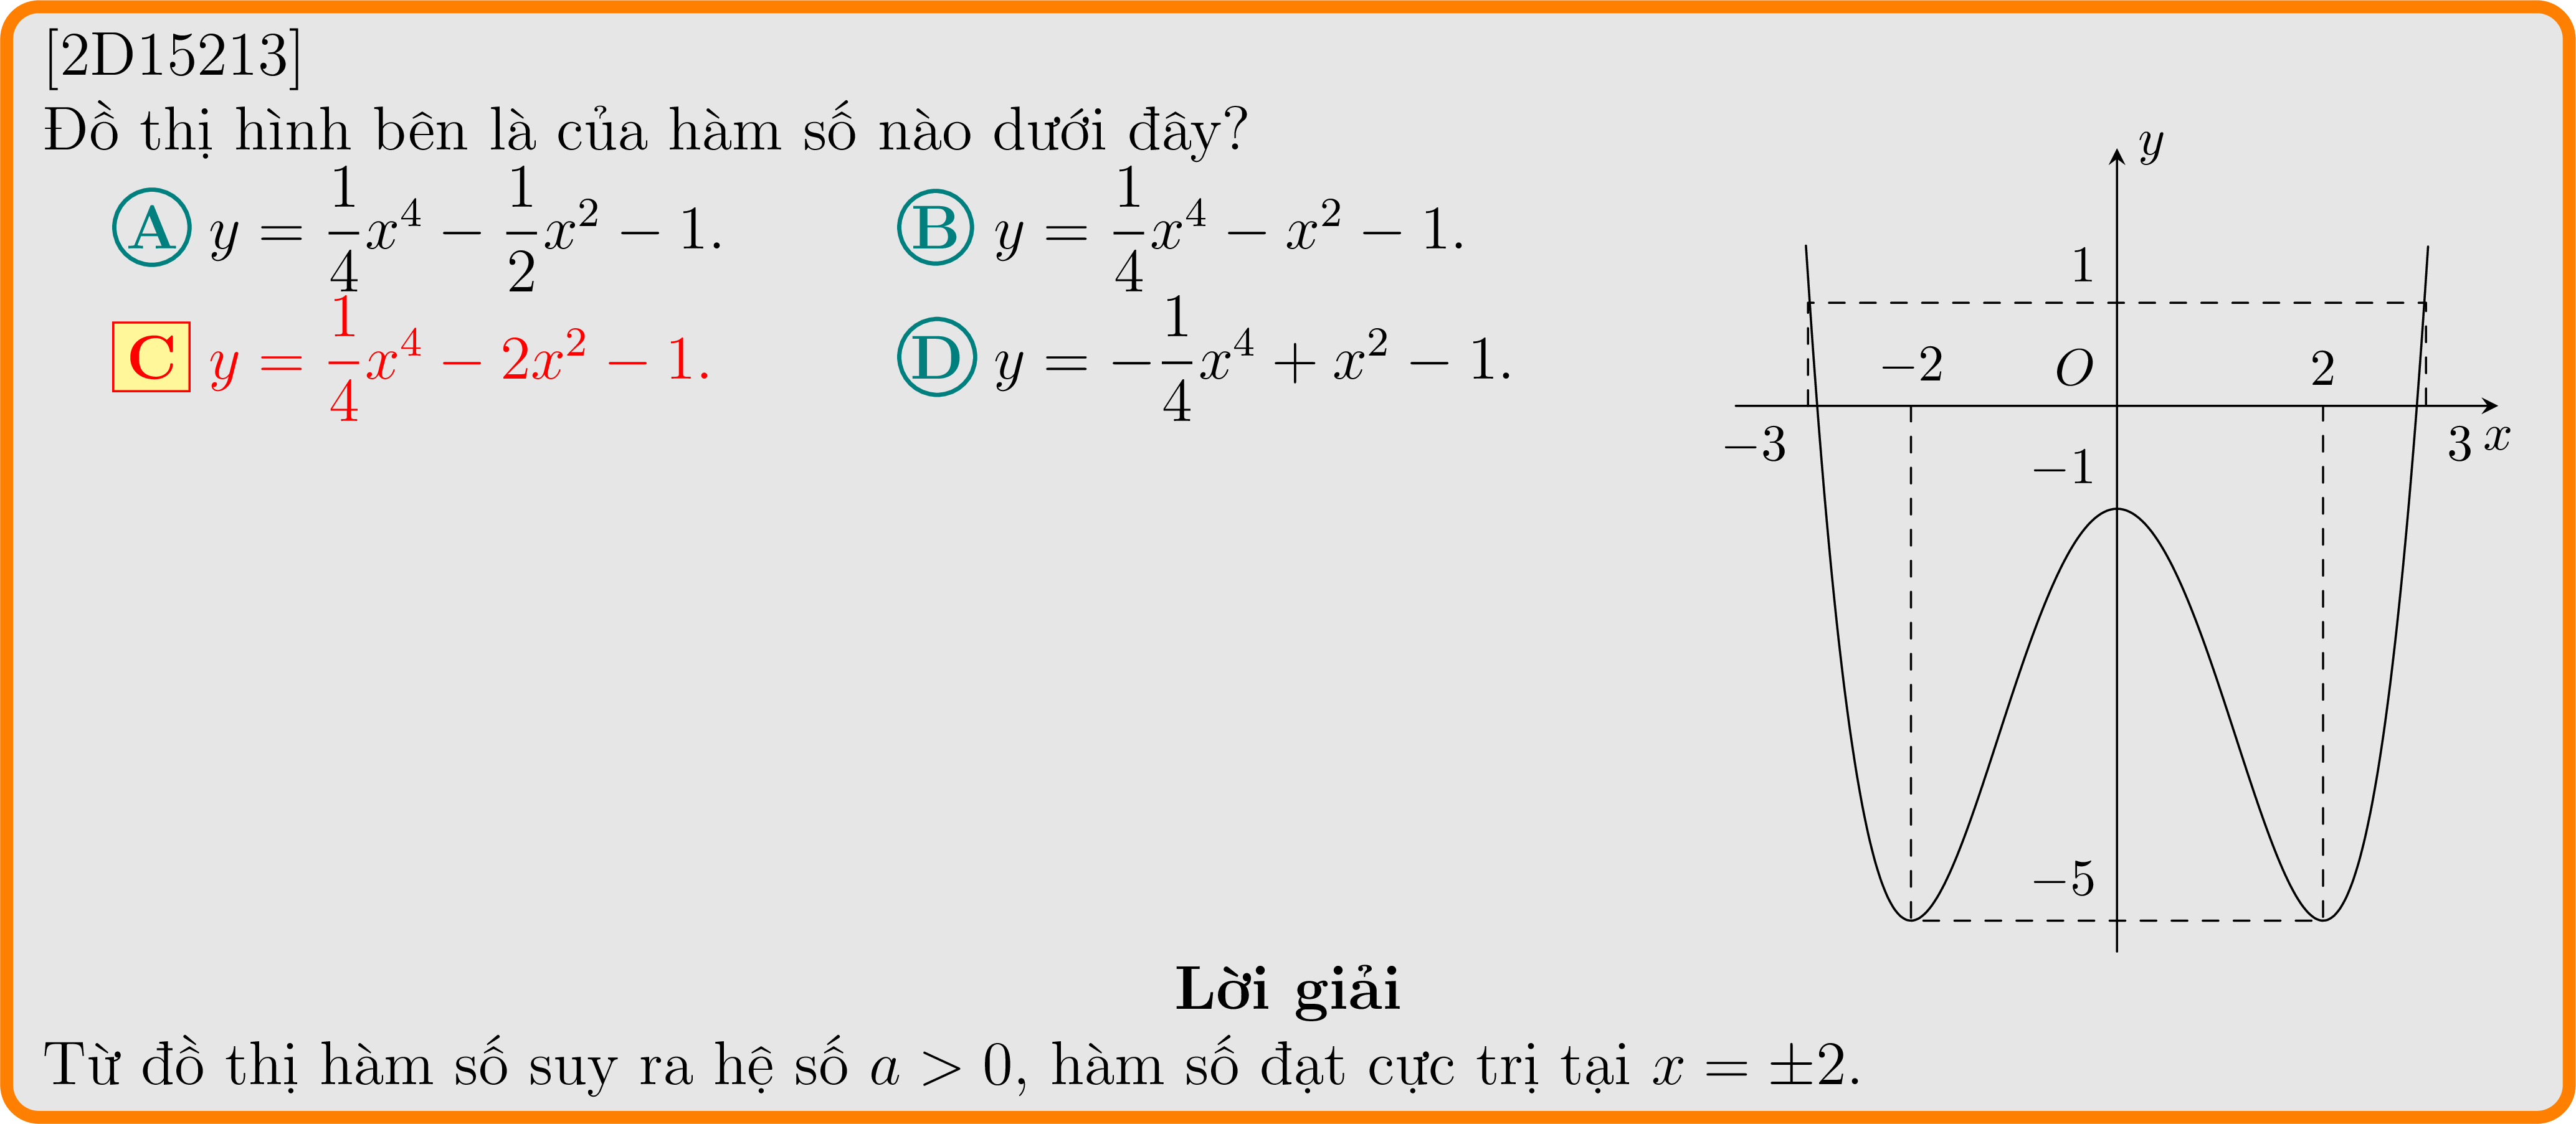 [2D15213]
Đồ thị hình bên là của hàm số nào dưới đây?
A y = \frac{1}{4}x^4 − \frac{1}{2}x^2 − 1. B y = \frac{1}{4}x^4 − x^2 − 1.
C y = \frac{1}{4}x^4 − 2x^2 − 1. D y = −\frac{1}{4}x^4 + x^2 − 1.
y
1
−2 O 2
−3 3 x
−1
−5
Lời giải
Từ đồ thị hàm số suy ra hệ số a > 0, hàm số đạt cực trị tại x = ±2.